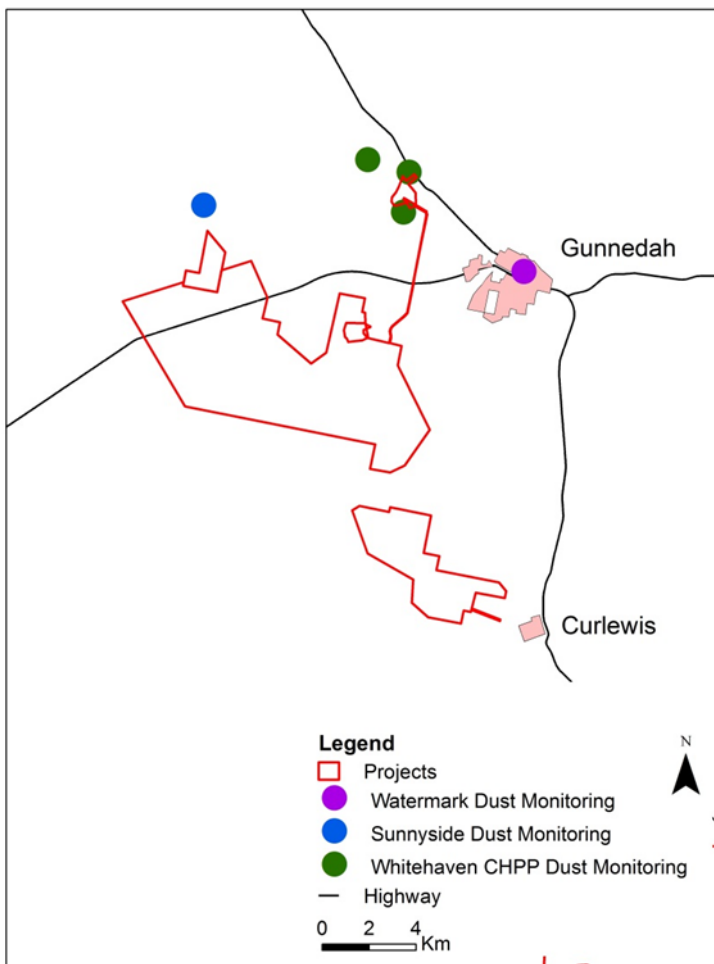 Gunnedah
Curlewis
Legend
N
Projects
Watermark Dust Monitoring
Sunnyside Dust Monitoring
Whitehaven CHPP Dust Monitoring
Highway
0 2 4
Km